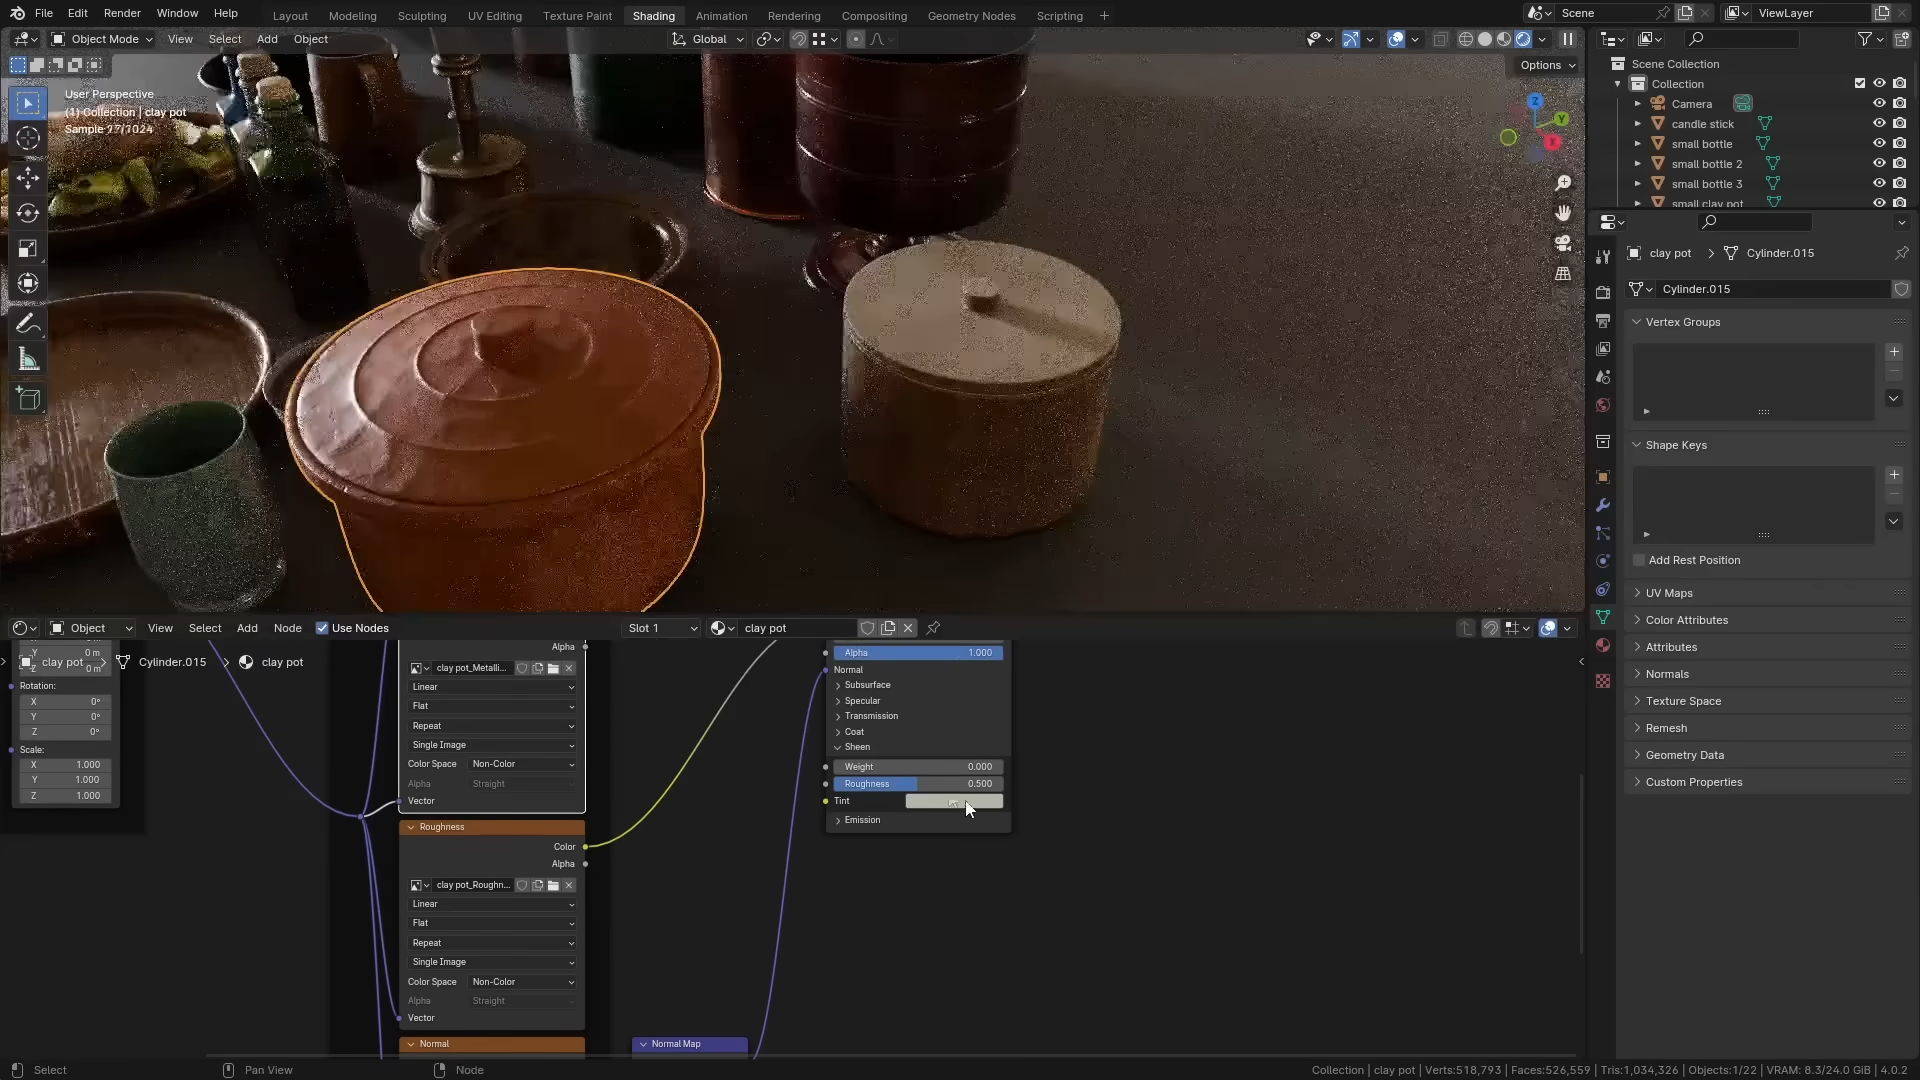 File Edit Render Window Help Layout Modeling Sculpting UV Editing Texture Paint Shading Animation Rendering Compositing Geometry Nodes Scripting + Scene ViewLayer
Object Mode View Select Add Object Global
Options
User Perspective
(1) Collection | clay pot
Sample 27/1024
Z
Y
X
Scene Collection
Collection
Camera
candle stick
small bottle
small bottle 2
small bottle 3
small clay pot
clay pot > Cylinder.015
Cylinder.015
Vertex Groups
Shape Keys
Add Rest Position
UV Maps
Color Attributes
Attributes
Normals
Texture Space
Remesh
Geometry Data
Custom Properties
Object View Select Add Node Use Nodes Slot 1 clay pot
clay pot > Cylinder.015 > clay pot
Y 0 m
Z 0 m
Rotation:
X 0°
Y 0°
Z 0°
Scale:
X 1.000
Y 1.000
Z 1.000
Alpha
clay pot_Metalli...
Linear
Flat
Repeat
Single Image
Color Space Non-Color
Alpha Straight
Vector
Roughness
Color
Alpha
clay pot_Roughn...
Linear
Flat
Repeat
Single Image
Color Space Non-Color
Alpha Straight
Vector
Normal
Normal Map
Alpha 1.000
Normal
Subsurface
Specular
Transmission
Coat
Sheen
Weight 0.000
Roughness 0.500
Tint
Emission
Select Pan View Node Collection | clay pot | Verts:518,793 | Faces:526,559 | Tris:1,034,326 | Objects:1/22 | VRAM: 8.3/24.0 GiB | 4.0.2